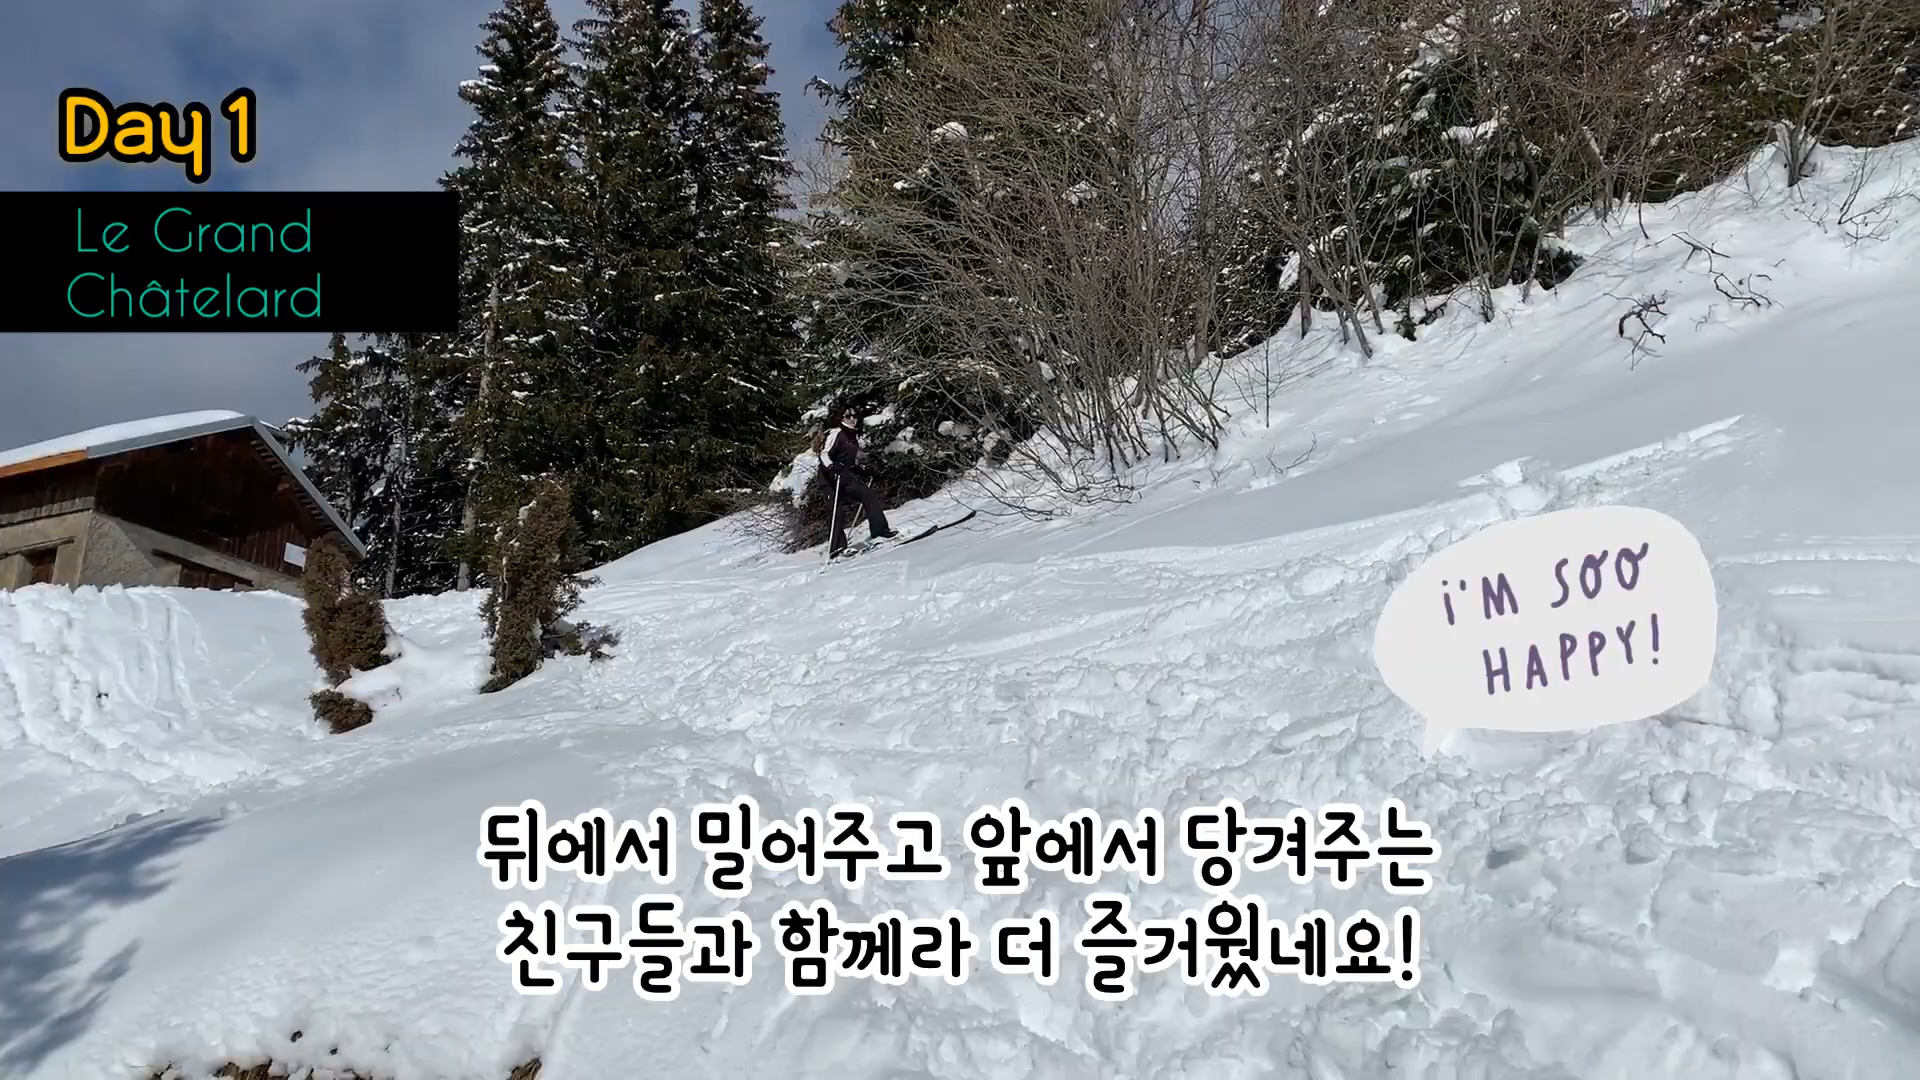 Day 1
Le Grand
Châtelard
i'M SOO
HAPPY!
뒤에서 밀어주고 앞에서 당겨주는
친구들과 함께라 더 즐거웠네요!